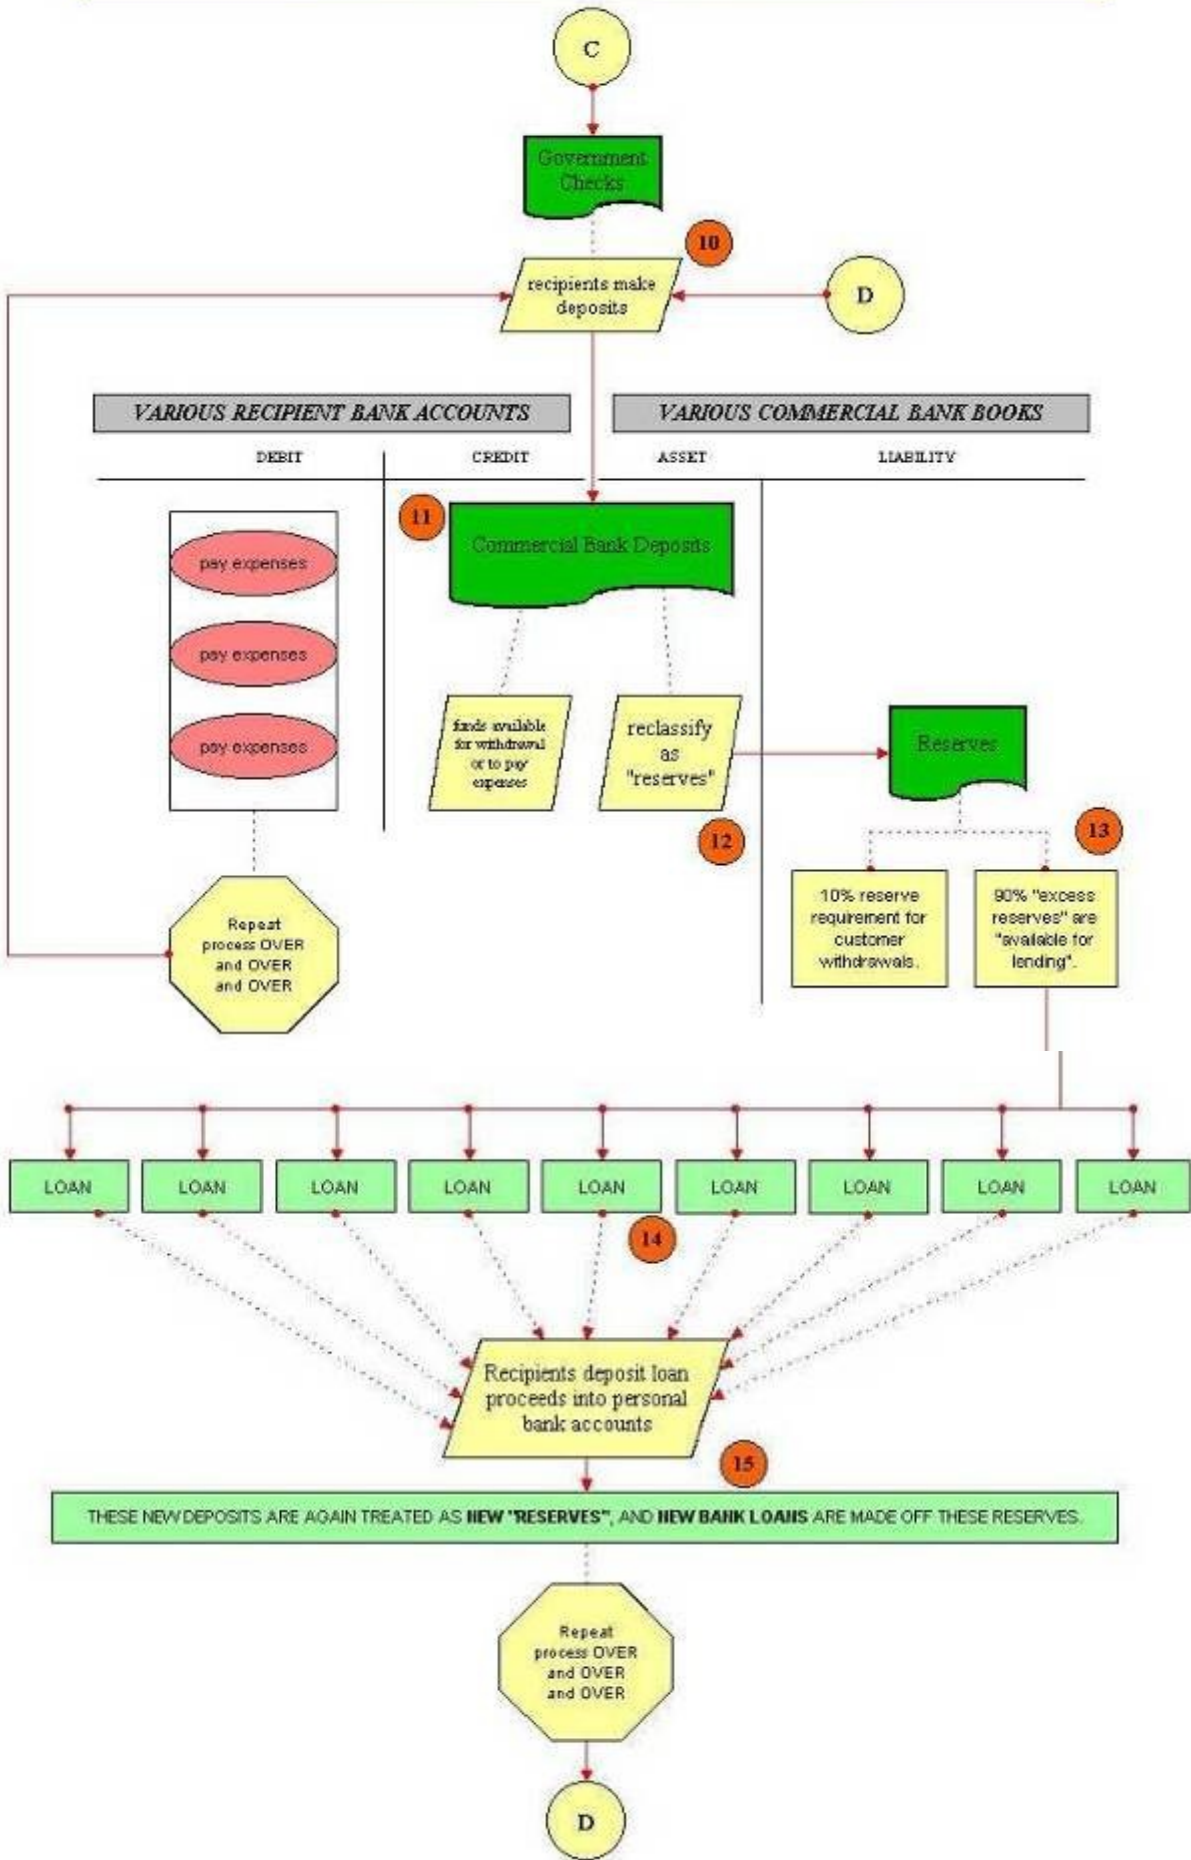 C
Government
Checks
10
recipients make
deposits
D
VARIOUS RECIPIENT BANK ACCOUNTS
VARIOUS COMMERCIAL BANK BOOKS
DEBIT
CREDIT
ASSET
LIABILITY
11
Commercial Bank Deposits
pay expenses
pay expenses
pay expenses
funds available
for withdrawal
or to pay
expenses
reclassify
as
"reserves"
Reserves
12
13
10% reserve
requirement for
customer
withdrawals.
90% "excess
reserves" are
"available for
lending".
Repeat
process OVER
and OVER
and OVER
LOAN
LOAN
LOAN
LOAN
LOAN
LOAN
LOAN
LOAN
LOAN
14
Recipients deposit loan
proceeds into personal
bank accounts
15
THESE NEW DEPOSITS ARE AGAIN TREATED AS NEW "RESERVES", AND NEW BANK LOANS ARE MADE OFF THESE RESERVES.
Repeat
process OVER
and OVER
and OVER
D